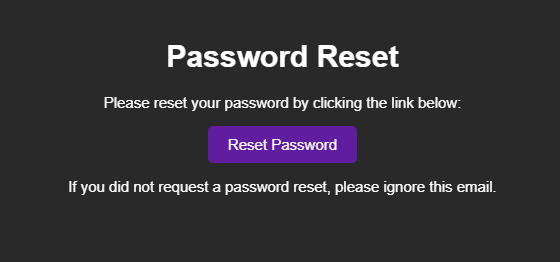 Password Reset
Please reset your password by clicking the link below:
Reset Password
If you did not request a password reset, please ignore this email.